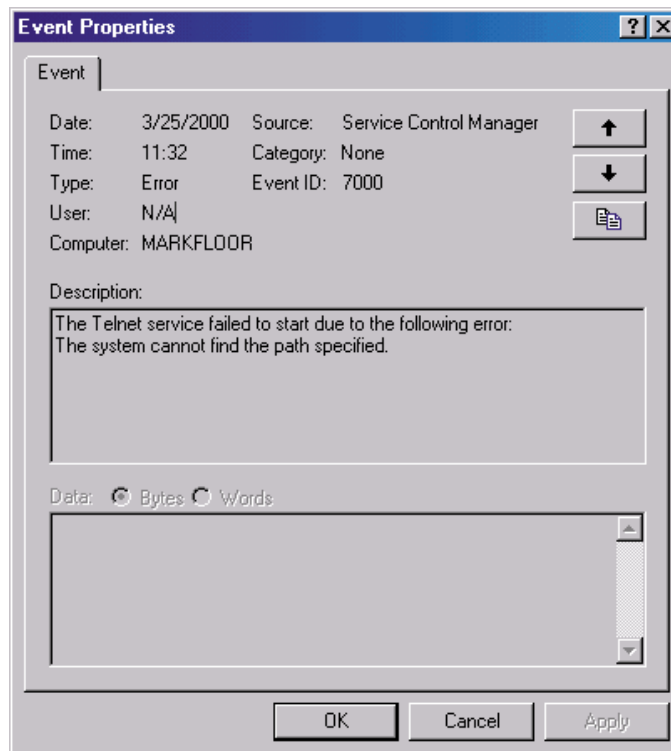 Event Properties
Event
Date: 3/25/2000 Source: Service Control Manager
Time: 11:32 Category: None
Type: Error Event ID: 7000
User: N/A
Computer: MARKFLOOR
Description:
The Telnet service failed to start due to the following error:
The system cannot find the path specified.
Data: Bytes Words
OK Cancel Apply